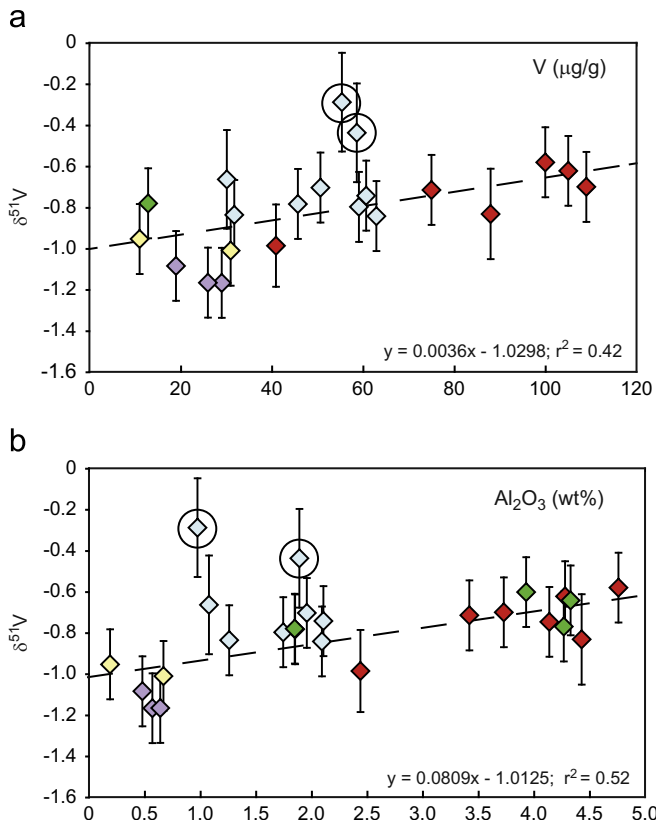 a
0
-0.2
-0.4
-0.6
-0.8
-1.0
-1.2
-1.4
-1.6
δ⁵¹V
V (μg/g)
y = 0.0036x - 1.0298; r² = 0.42
0 20 40 60 80 100 120
b
0
-0.2
-0.4
-0.6
-0.8
-1.0
-1.2
-1.4
-1.6
δ⁵¹V
Al₂O₃ (wt%)
y = 0.0809x - 1.0125; r² = 0.52
0 0.5 1.0 1.5 2.0 2.5 3.0 3.5 4.0 4.5 5.0